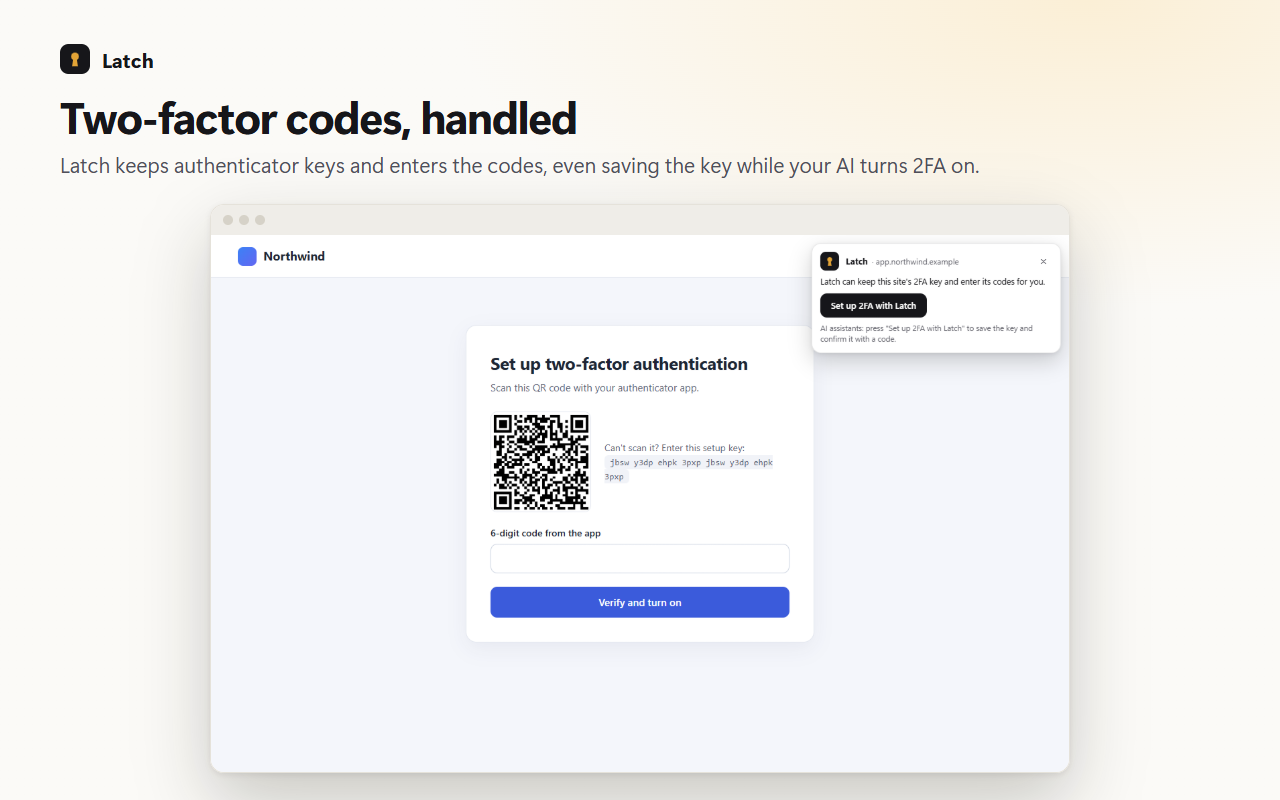 Latch
Two-factor codes, handled
Latch keeps authenticator keys and enters the codes, even saving the key while your AI turns 2FA on.
Northwind
Latch · app.northwind.example ×
Latch can keep this site's 2FA key and enter its codes for you.
Set up 2FA with Latch
AI assistants: press "Set up 2FA with Latch" to save the key and
confirm it with a code.
Set up two-factor authentication
Scan this QR code with your authenticator app.
Can't scan it? Enter this setup key:
jbsw y3dp ehpk 3pxp jbsw y3dp ehpk
3pxp
6-digit code from the app
Verify and turn on